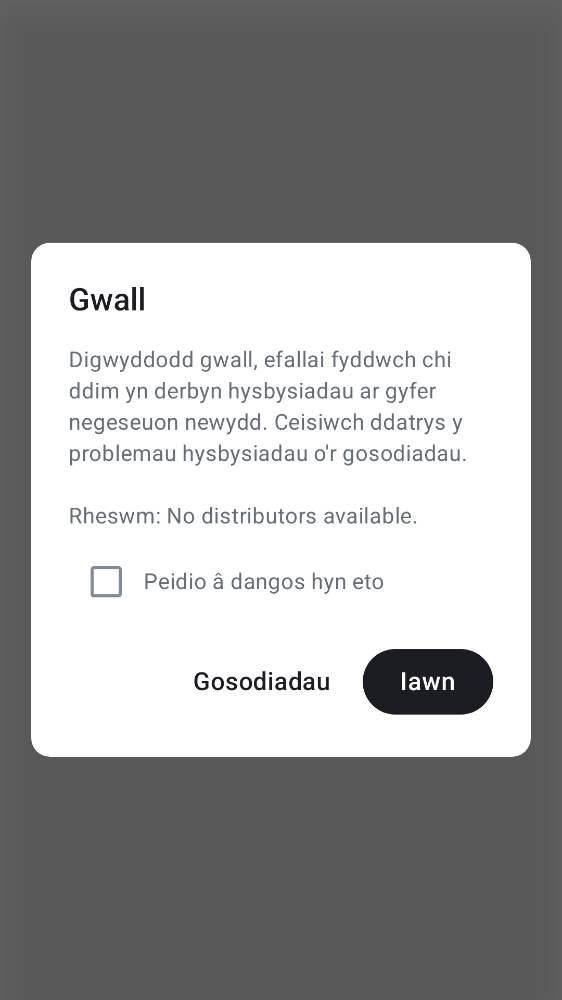 Gwall
Digwyddodd gwall, efallai fyddwch chi
ddim yn derbyn hysbysiadau ar gyfer
negeseuon newydd. Ceisiwch ddatrys y
problemau hysbysiadau o'r gosodiadau.
Rheswm: No distributors available.
Peidio â dangos hyn eto
Gosodiadau
Iawn